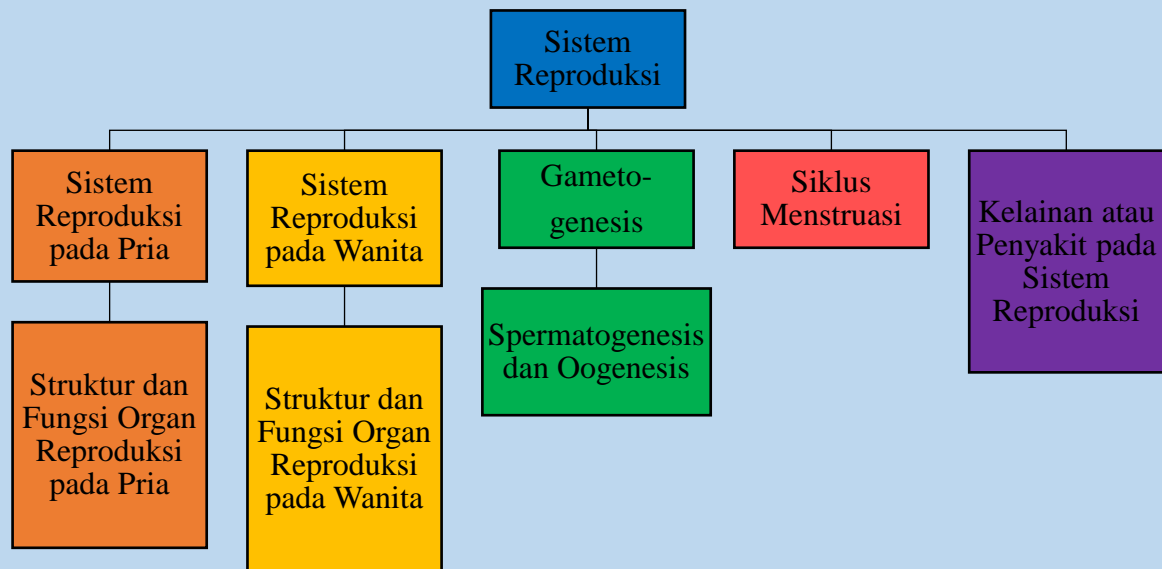 Sistem
Reproduksi
Sistem
Reproduksi
pada Pria
Sistem
Reproduksi
pada Wanita
Gameto-
genesis
Siklus
Menstruasi
Kelainan atau
Penyakit pada
Sistem
Reproduksi
Struktur dan
Fungsi Organ
Reproduksi
pada Pria
Struktur dan
Fungsi Organ
Reproduksi
pada Wanita
Spermatogenesis
dan Oogenesis